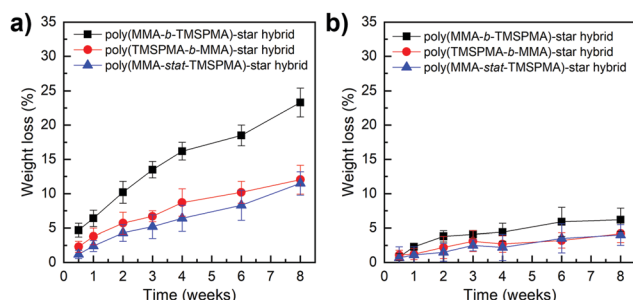 a)
poly(MMA-b-TMSPMA)-star hybrid
poly(TMSPMA-b-MMA)-star hybrid
poly(MMA-stat-TMSPMA)-star hybrid
Weight loss (%)
35
30
25
20
15
10
5
0
0 1 2 3 4 5 6 7 8
Time (weeks)
b)
poly(MMA-b-TMSPMA)-star hybrid
poly(TMSPMA-b-MMA)-star hybrid
poly(MMA-stat-TMSPMA)-star hybrid
Weight loss (%)
35
30
25
20
15
10
5
0
0 1 2 3 4 5 6 7 8
Time (weeks)